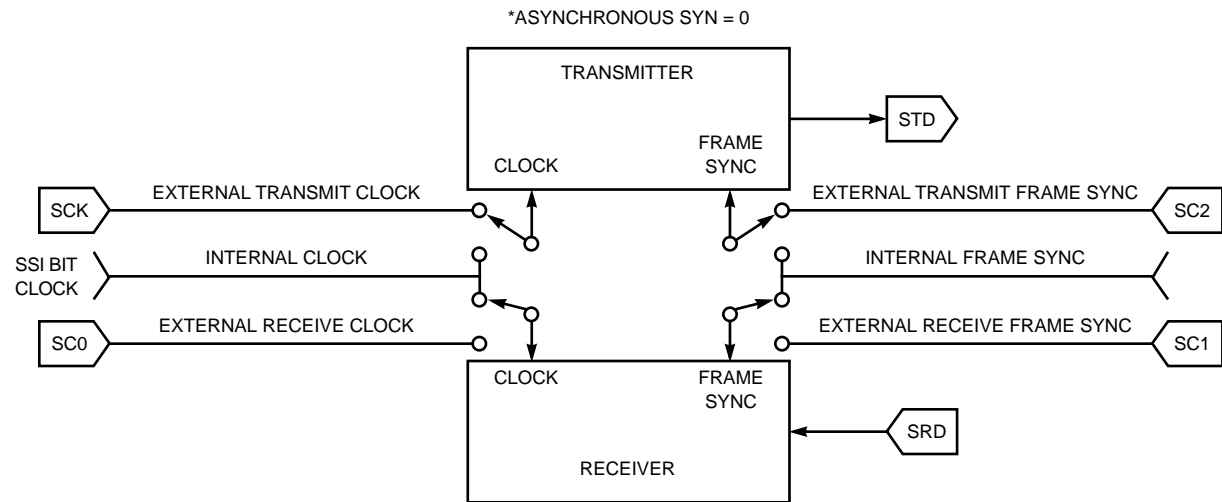 *ASYNCHRONOUS SYN = 0
TRANSMITTER
STD
CLOCK
FRAME
SYNC
SCK
EXTERNAL TRANSMIT CLOCK
EXTERNAL TRANSMIT FRAME SYNC
SC2
SSI BIT
CLOCK
INTERNAL CLOCK
INTERNAL FRAME SYNC
SC0
EXTERNAL RECEIVE CLOCK
EXTERNAL RECEIVE FRAME SYNC
SC1
CLOCK
FRAME
SYNC
SRD
RECEIVER